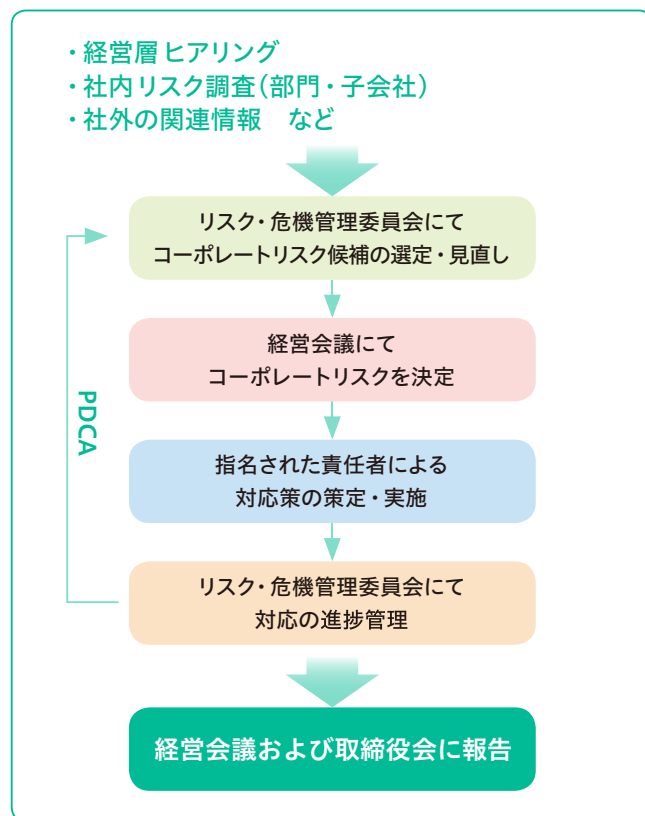 ・経営層 ヒアリング
・社内リスク調査(部門・子会社)
・社外の関連情報　など
リスク・危機管理委員会にて
コーポレートリスク候補の選定・見直し
経営会議にて
コーポレートリスクを決定
PDCA
指名された責任者による
対応策の策定・実施
リスク・危機管理委員会にて
対応の進捗管理
経営会議および取締役会に報告